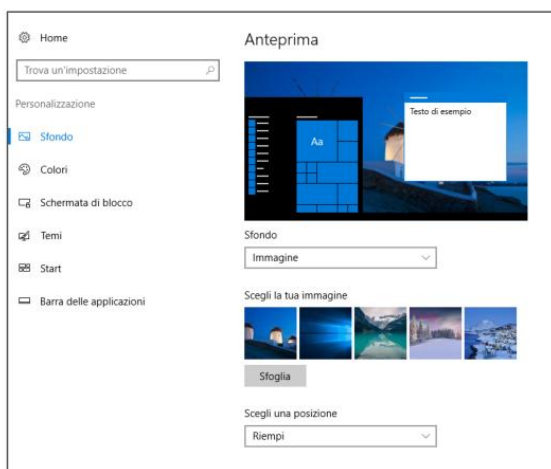 Home
Trova un'impostazione
Personalizzazione
Sfondo
Colori
Schermata di blocco
Temi
Start
Barra delle applicazioni
Anteprima
Aa
Testo di esempio
Sfondo
Immagine
Scegli la tua immagine
Sfoglia
Scegli una posizione
Riempi